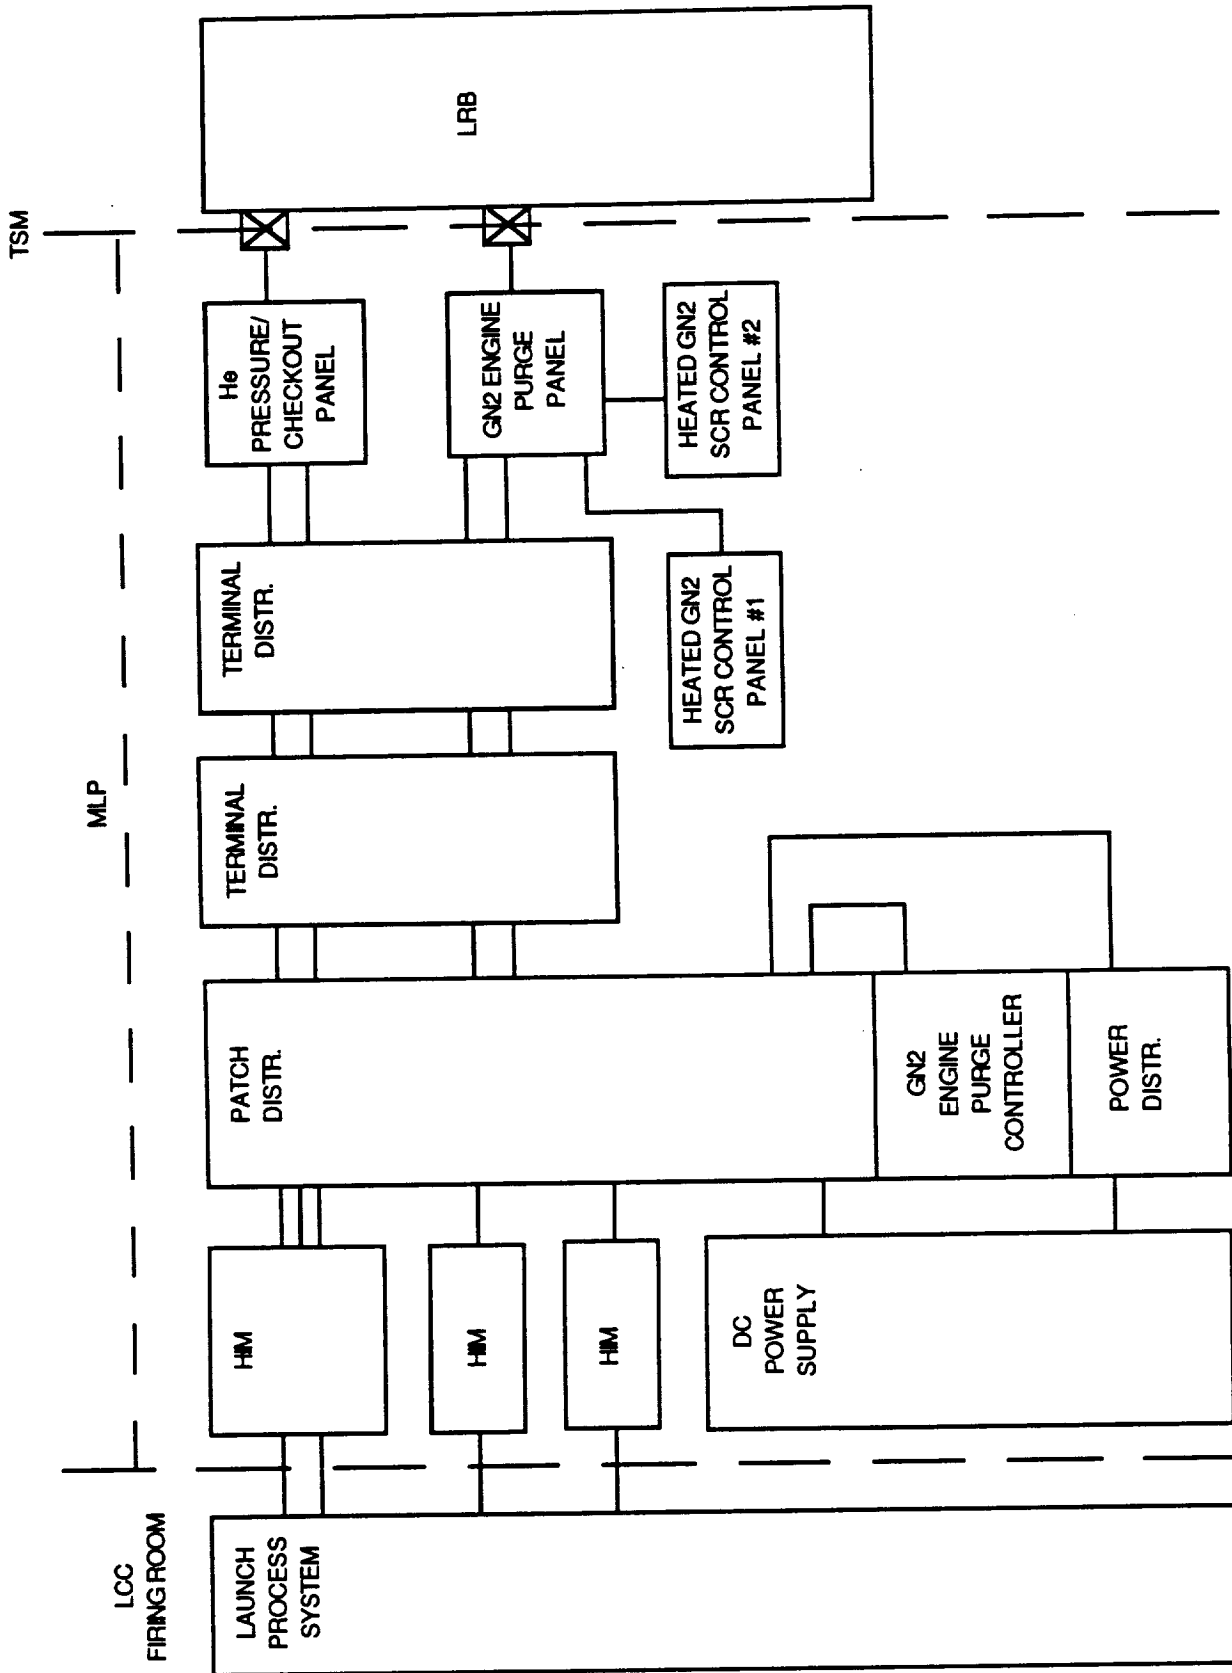 LCC
FIRING ROOM
MLP
TSM
LAUNCH
PROCESS
SYSTEM
HIM
HIM
HIM
DC
POWER
SUPPLY
PATCH
DISTR.
GN2
ENGINE
PURGE
CONTROLLER
POWER
DISTR.
TERMINAL
DISTR.
TERMINAL
DISTR.
He
PRESSURE/
CHECKOUT
PANEL
GN2 ENGINE
PURGE
PANEL
HEATED GN2
SCR CONTROL
PANEL #1
HEATED GN2
SCR CONTROL
PANEL #2
LRB